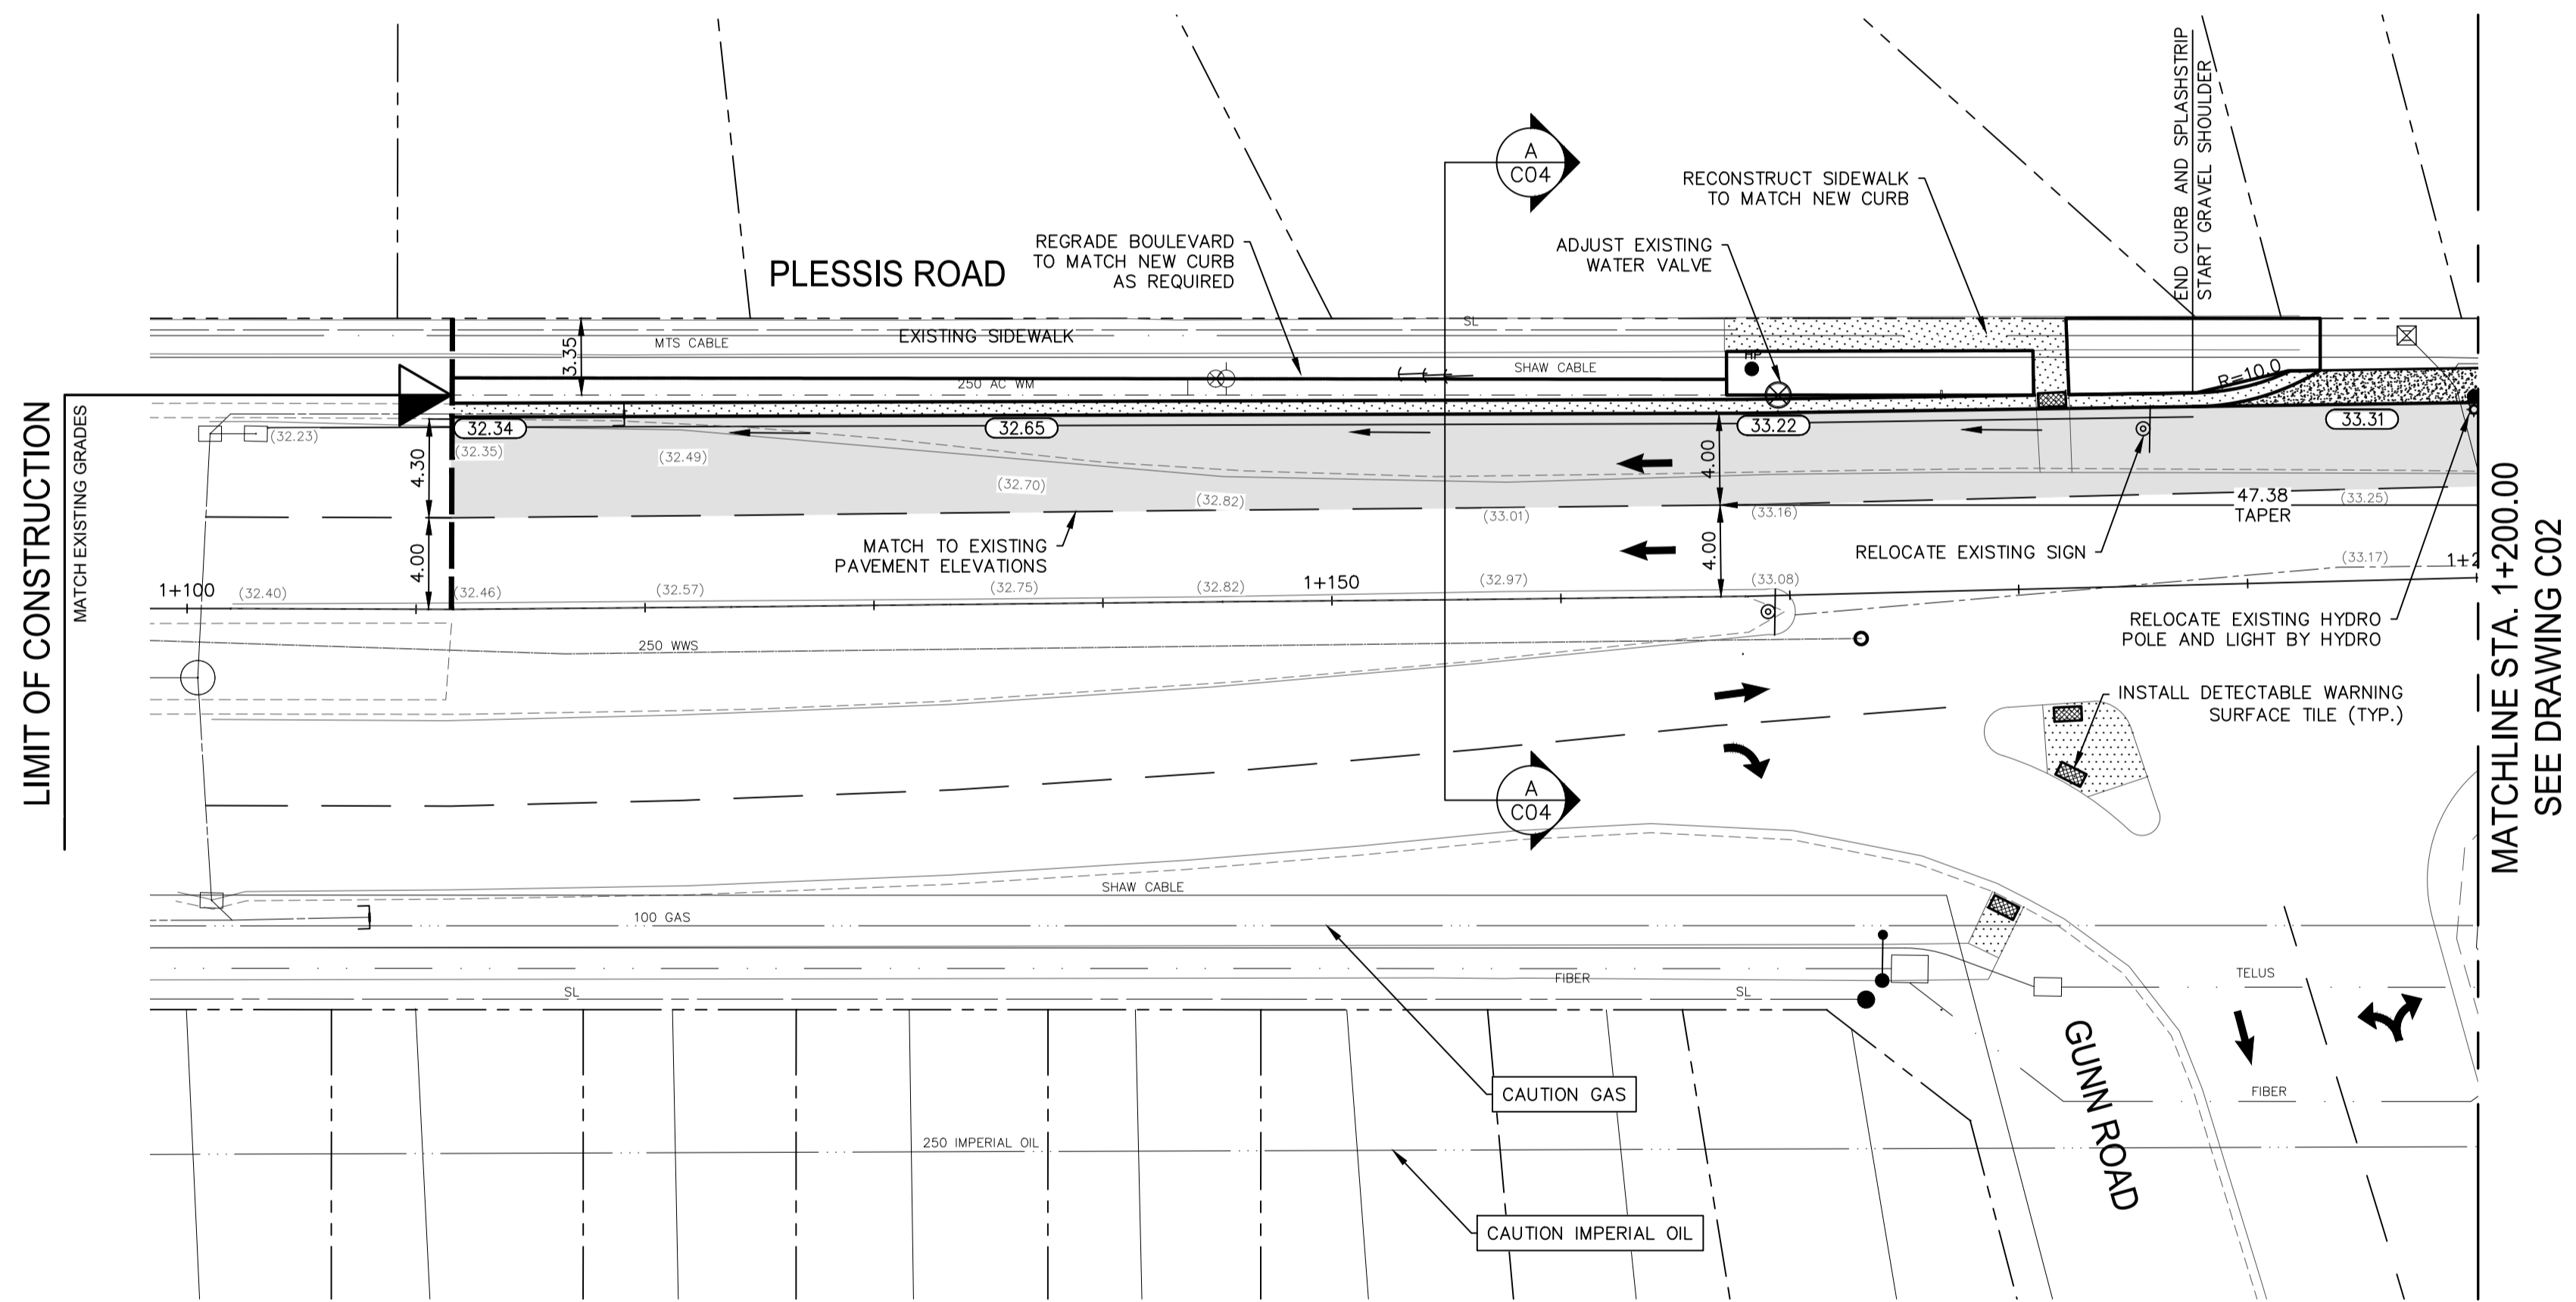 END CURB AND SPLASHSTRIP
START GRAVEL SHOULDER
A
C04
RECONSTRUCT SIDEWALK
TO MATCH NEW CURB
REGRADE BOULEVARD
TO MATCH NEW CURB
AS REQUIRED
ADJUST EXISTING
WATER VALVE
PLESSIS ROAD
SL
EXISTING SIDEWALK
MTS CABLE
3.35
HP
SHAW CABLE
250 AC WM
R=10.0
LIMIT OF CONSTRUCTION
MATCH EXISTING GRADES
(32.23)
32.34
32.65
33.22
33.31
(32.35)
(32.49)
4.30
4.00
(32.70)
(32.82)
(33.01)
(33.16)
47.38
TAPER
(33.25)
MATCH TO EXISTING
PAVEMENT ELEVATIONS
RELOCATE EXISTING SIGN
4.00
4.00
1+100
(32.40)
(32.46)
(32.57)
(32.75)
(32.82)
1+150
(32.97)
(33.08)
(33.17)
1+2
MATCHLINE STA. 1+200.00
SEE DRAWING C02
RELOCATE EXISTING HYDRO
POLE AND LIGHT BY HYDRO
250 WWS
INSTALL DETECTABLE WARNING
SURFACE TILE (TYP.)
A
C04
SHAW CABLE
100 GAS
FIBER
TELUS
SL
SL
GUNN ROAD
FIBER
CAUTION GAS
250 IMPERIAL OIL
CAUTION IMPERIAL OIL